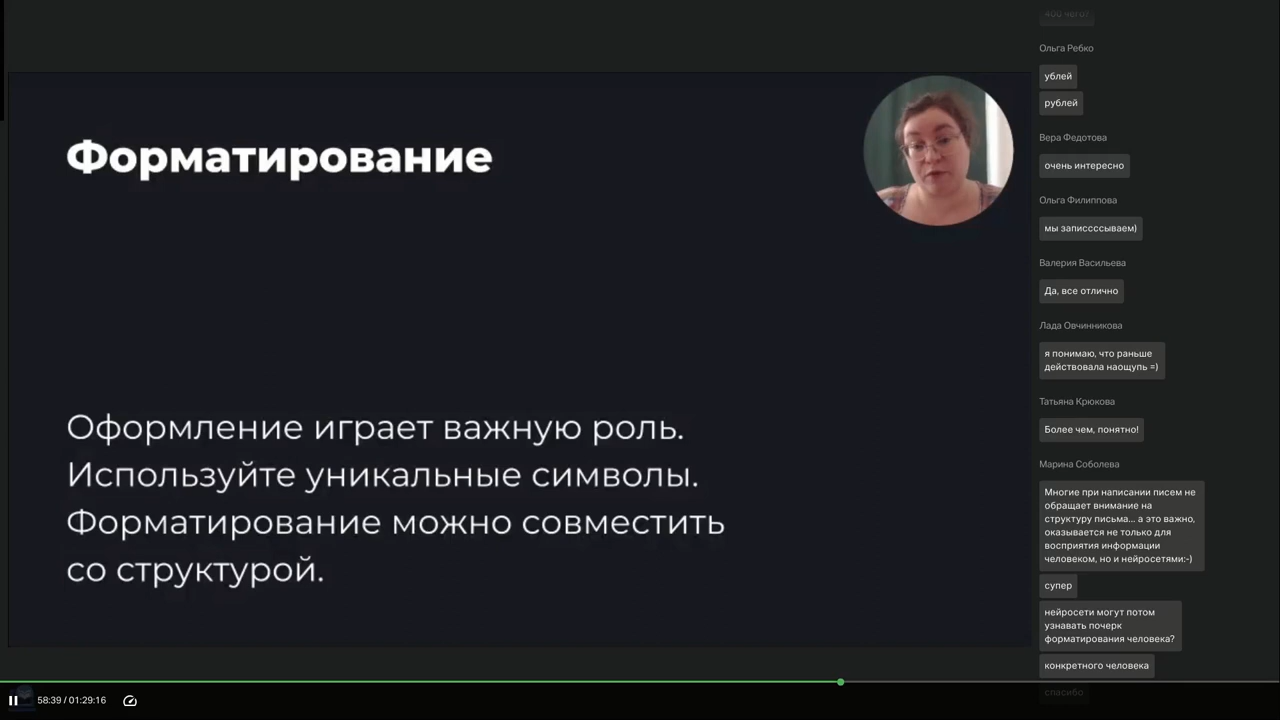 Форматирование
Оформление играет важную роль.
Используйте уникальные символы.
Форматирование можно совместить
со структурой.
400 чего?
Ольга Ребко
ублей
рублей
Вера Федотова
очень интересно
Ольга Филиппова
мы записсссываем)
Валерия Васильева
Да, все отлично
Лада Овчинникова
я понимаю, что раньше
действовала наощупь =)
Татьяна Крюкова
Более чем, понятно!
Марина Соболева
Многие при написании писем не
обращает внимание на
структуру письма... а это важно,
оказывается не только для
восприятия информации
человеком, но и нейросетями:-)
супер
нейросети могут потом
узнавать почерк
форматирования человека?
конкретного человека
спасибо
58:39 / 01:29:16